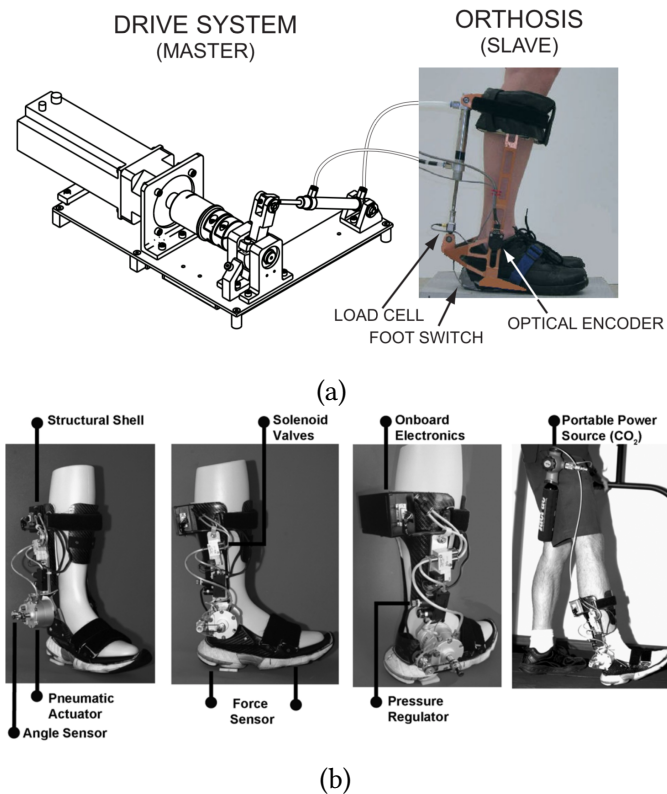 DRIVE SYSTEM
(MASTER)
ORTHOSIS
(SLAVE)
LOAD CELL
FOOT SWITCH
OPTICAL ENCODER
(a)
Structural Shell
Solenoid
Valves
Onboard
Electronics
Portable Power
Source (CO₂)
Pneumatic
Actuator
Angle Sensor
Force
Sensor
Pressure
Regulator
(b)